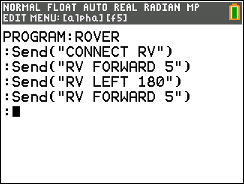 NORMAL FLOAT AUTO REAL RADIAN MP
EDIT MENU:[alpha][f5]
PROGRAM:ROVER
:Send("CONNECT RV")
:Send("RV FORWARD 5")
:Send("RV LEFT 180")
:Send("RV FORWARD 5")
: